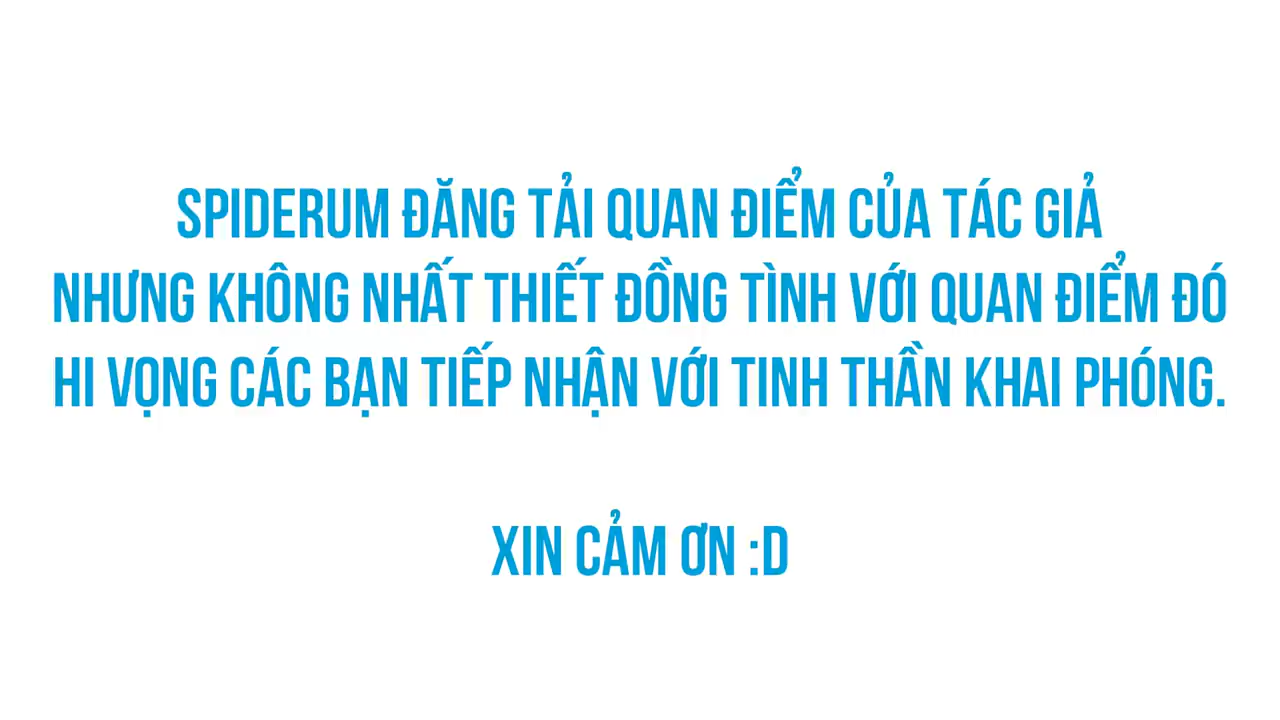 SPIDERUM ĐĂNG TẢI QUAN ĐIỂM CỦA TÁC GIẢ
NHƯNG KHÔNG NHẤT THIẾT ĐỒNG TÌNH VỚI QUAN ĐIỂM ĐÓ
HI VỌNG CÁC BẠN TIẾP NHẬN VỚI TINH THẦN KHAI PHÓNG.
XIN CẢM ƠN :D